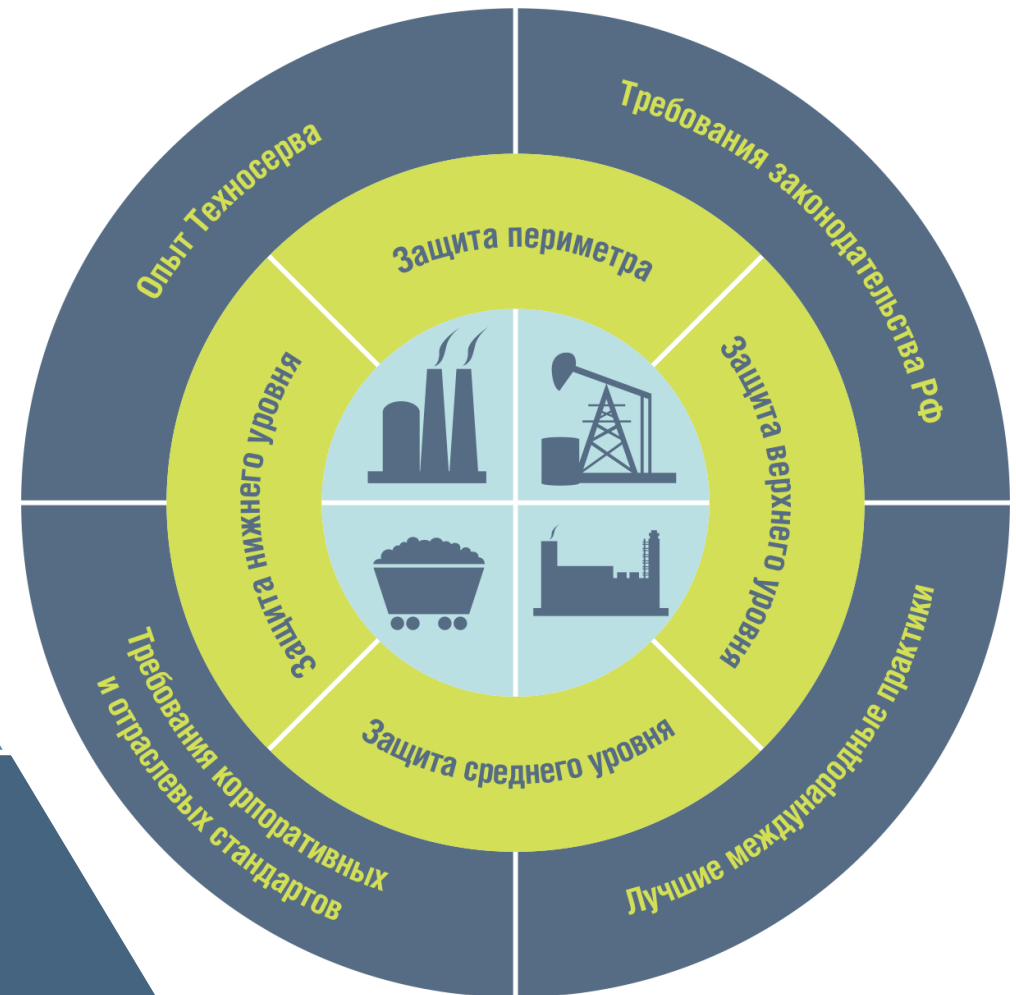 Опыт Техносерва
Требования законодательства РФ
Защита периметра
Защита нижнего уровня
Защита верхнего уровня
Защита среднего уровня
Требования корпоративных
и отраслевых стандартов
Лучшие международные практики